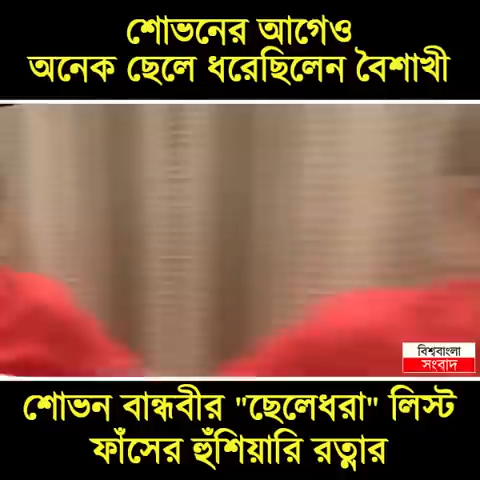 শোভনের আগেও
অনেক ছেলে ধরেছিলেন বৈশাখী
বিশ্ববাংলা
সংবাদ
শোভন বান্ধবীর "ছেলেধরা" লিস্ট
ফাঁসের হুঁশিয়ারি রত্নার